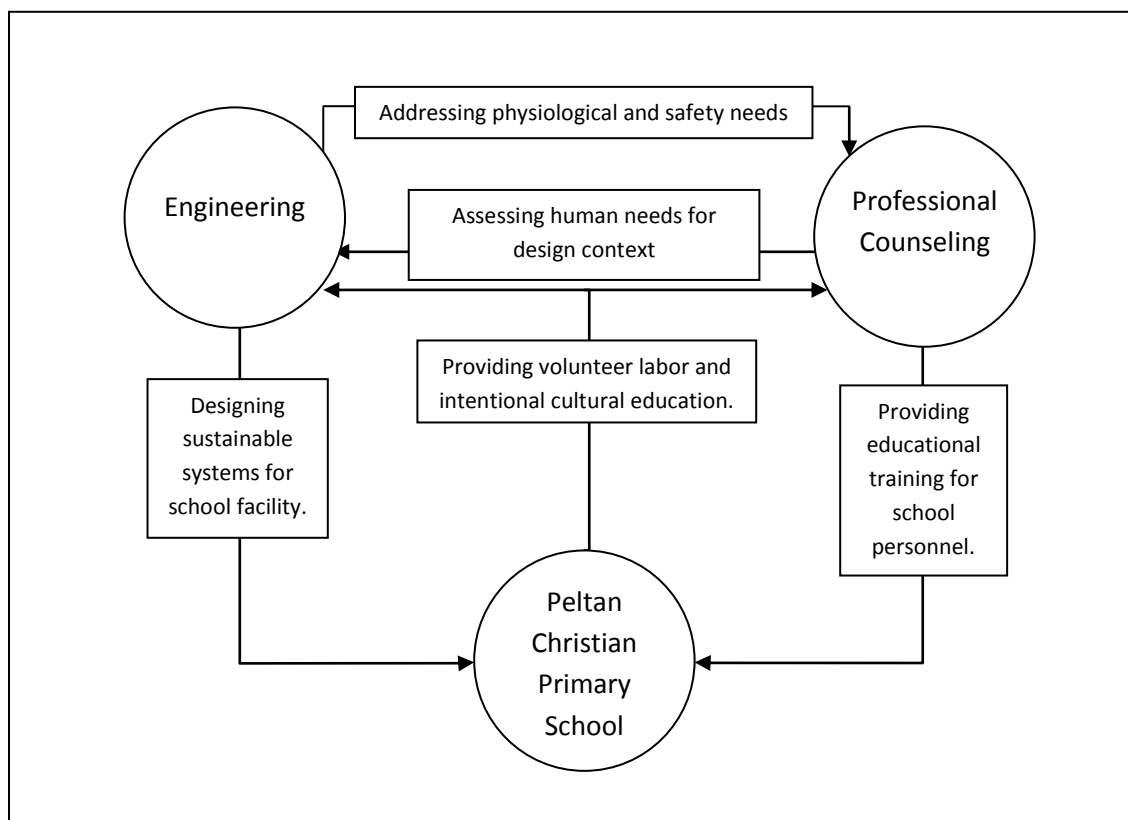 Addressing physiological and safety needs
Engineering
Professional
Counseling
Assessing human needs for
design context
Providing volunteer labor and
intentional cultural education.
Designing
sustainable
systems for
school facility.
Providing
educational
training for
school
personnel.
Peltan
Christian
Primary
School